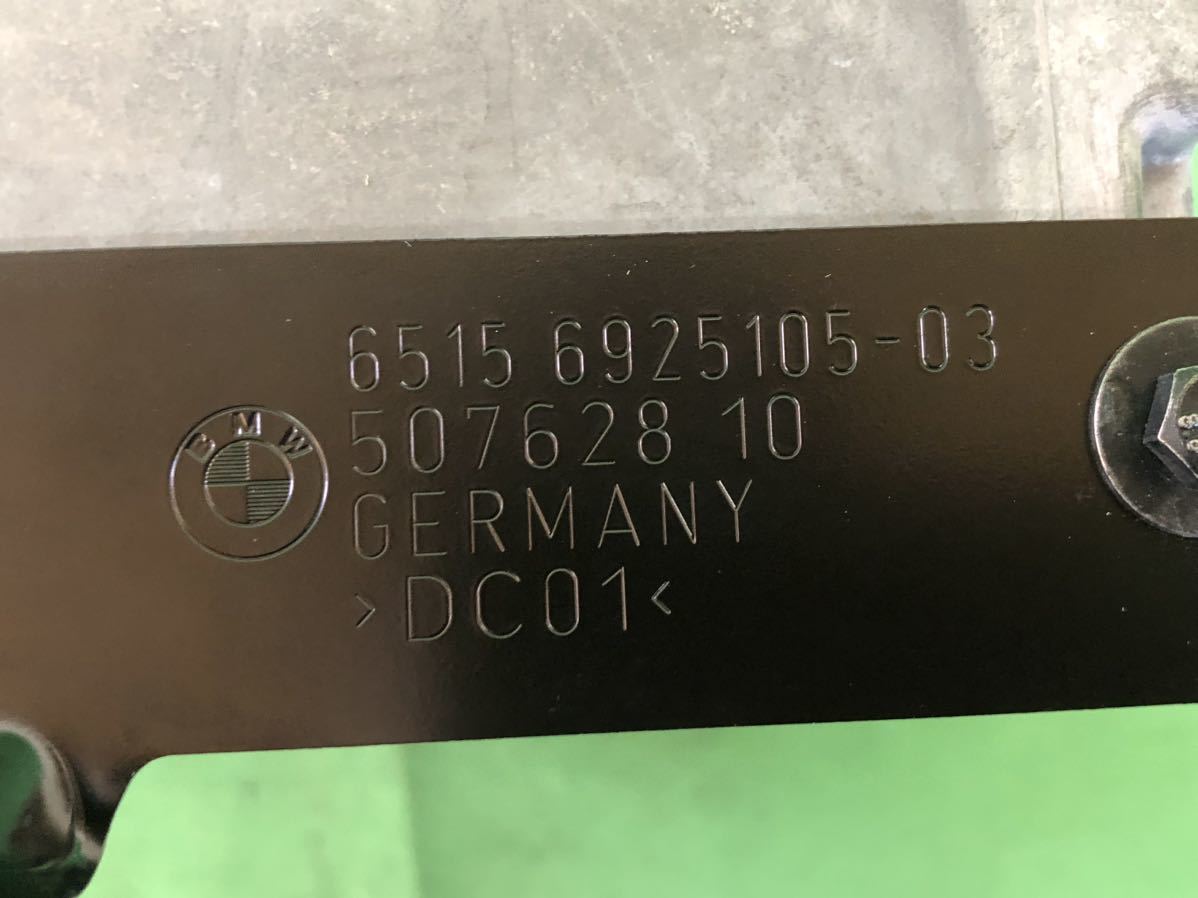 6515 6925105-03
BMW
507628 10
GERMANY
>DC01<